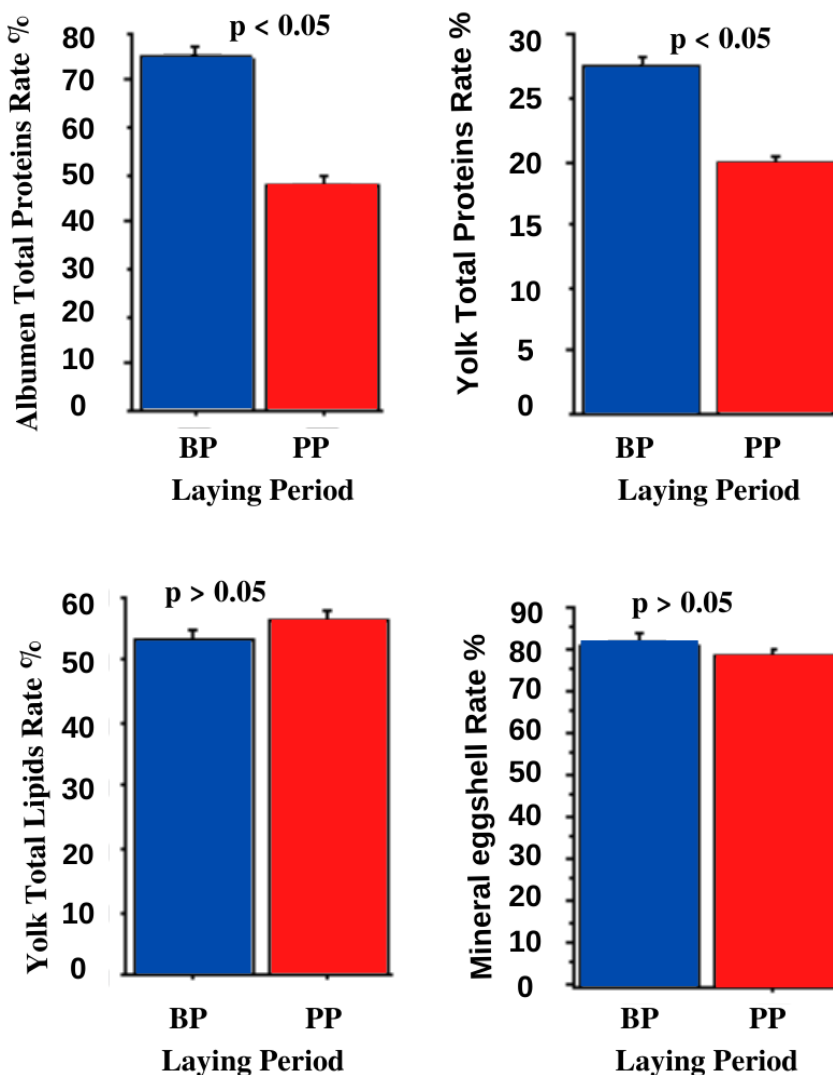 Albumen Total Proteins Rate %
80
70
60
50
40
30
20
10
0
p < 0.05
BP PP
Laying Period
Yolk Total Proteins Rate %
30
25
20
15
10
5
0
p < 0.05
BP PP
Laying Period
Yolk Total Lipids Rate %
60
50
40
30
20
10
0
p > 0.05
BP PP
Laying Period
Mineral eggshell Rate %
90
80
70
60
50
40
30
20
10
0
p > 0.05
BP PP
Laying Period